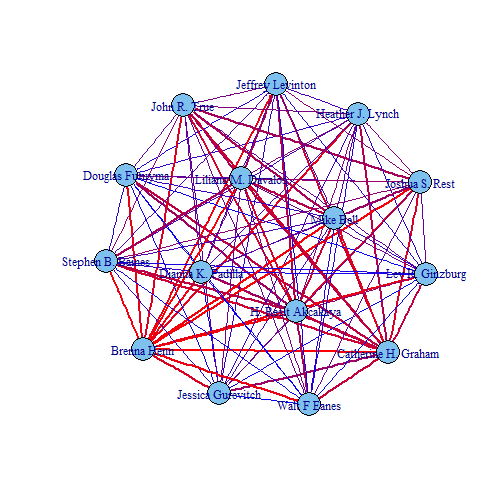 Jeffrey Levinton
John R. True
Heather J. Lynch
Douglas Futuyma
Liliana M. Davalos
Joshua S. Rest
Mike Bell
Stephen B. Baines
Dianna K. Padilla
Lev R. Ginzburg
H. Resit Akcakaya
Brenna Henn
Catherine H. Graham
Jessica Gurevitch
Walt F Eanes